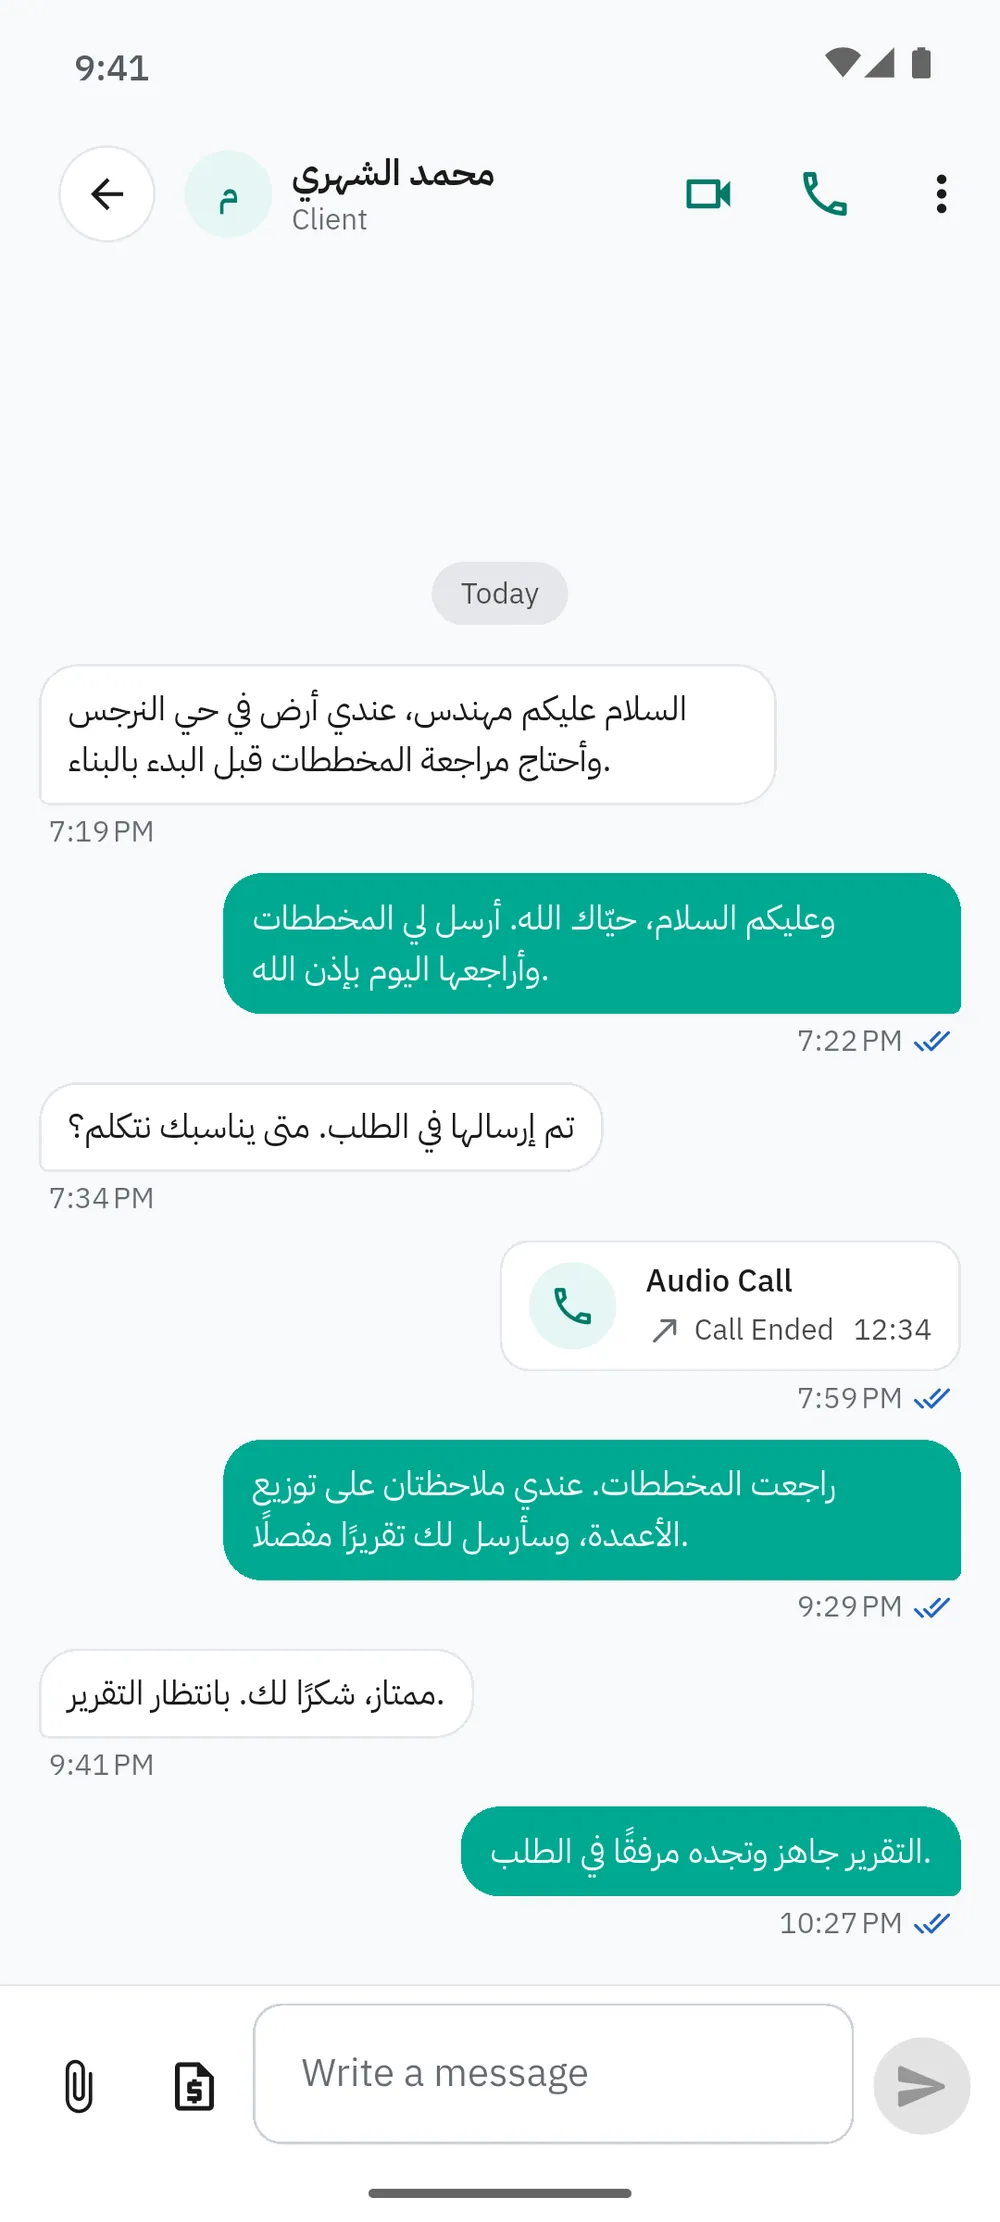 9:41
محمد الشهري
م
Client
Today
السلام عليكم مهندس، عندي أرض في حي النرجس
وأحتاج مراجعة المخططات قبل البدء بالبناء.
7:19 PM
وعليكم السلام، حيّاك الله. أرسل لي المخططات
وأراجعها اليوم بإذن الله.
7:22 PM
تم إرسالها في الطلب. متى يناسبك نتكلم؟
7:34 PM
Audio Call
Call Ended 12:34
7:59 PM
راجعت المخططات. عندي ملاحظتان على توزيع
الأعمدة، وسأرسل لك تقريرًا مفصلًا.
9:29 PM
ممتاز، شكرًا لك. بانتظار التقرير.
9:41 PM
التقرير جاهز وتجده مرفقًا في الطلب.
10:27 PM
Write a message